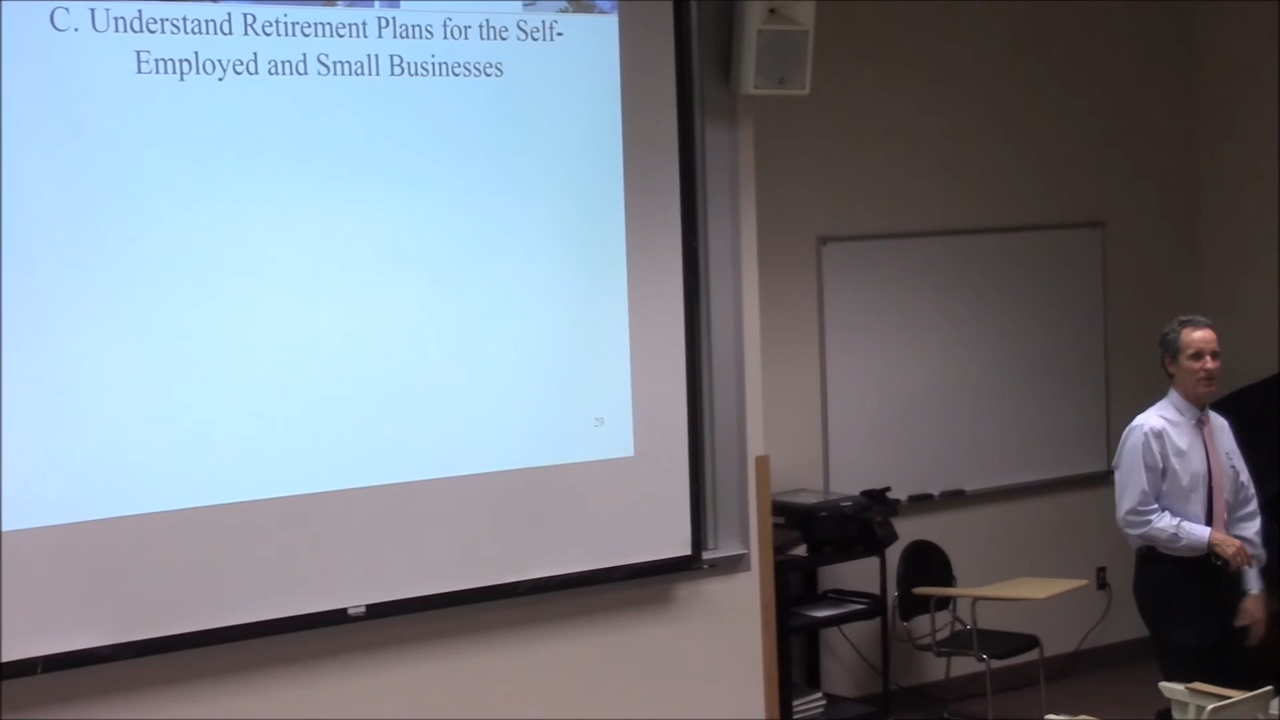 C. Understand Retirement Plans for the Self-
Employed and Small Businesses
29